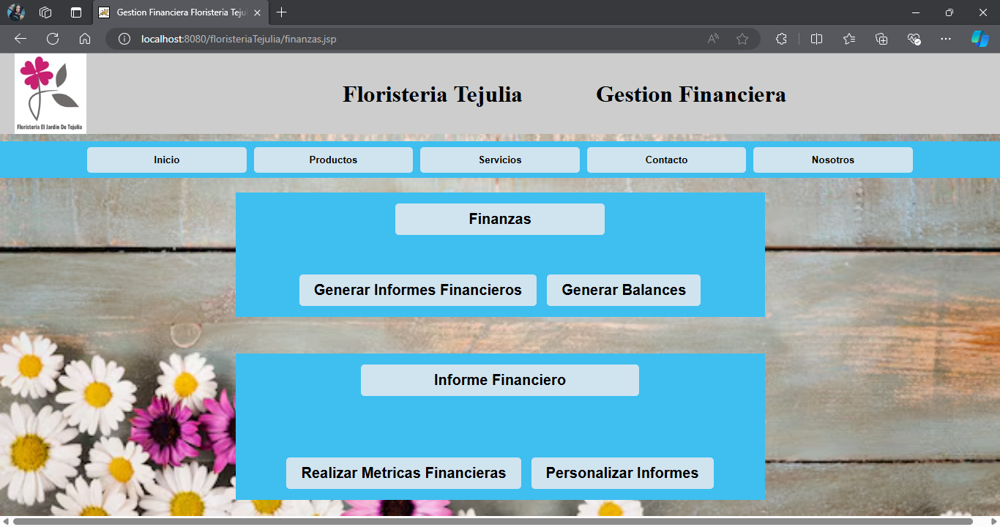 Gestion Financiera Floristeria Teju
localhost:8080/floristeriaTejulia/finanzas.jsp
Floristeria Tejulia Gestion Financiera
Floristeria El Jardin De Tejulia
Inicio Productos Servicios Contacto Nosotros
Finanzas
Generar Informes Financieros Generar Balances
Informe Financiero
Realizar Metricas Financieras Personalizar Informes